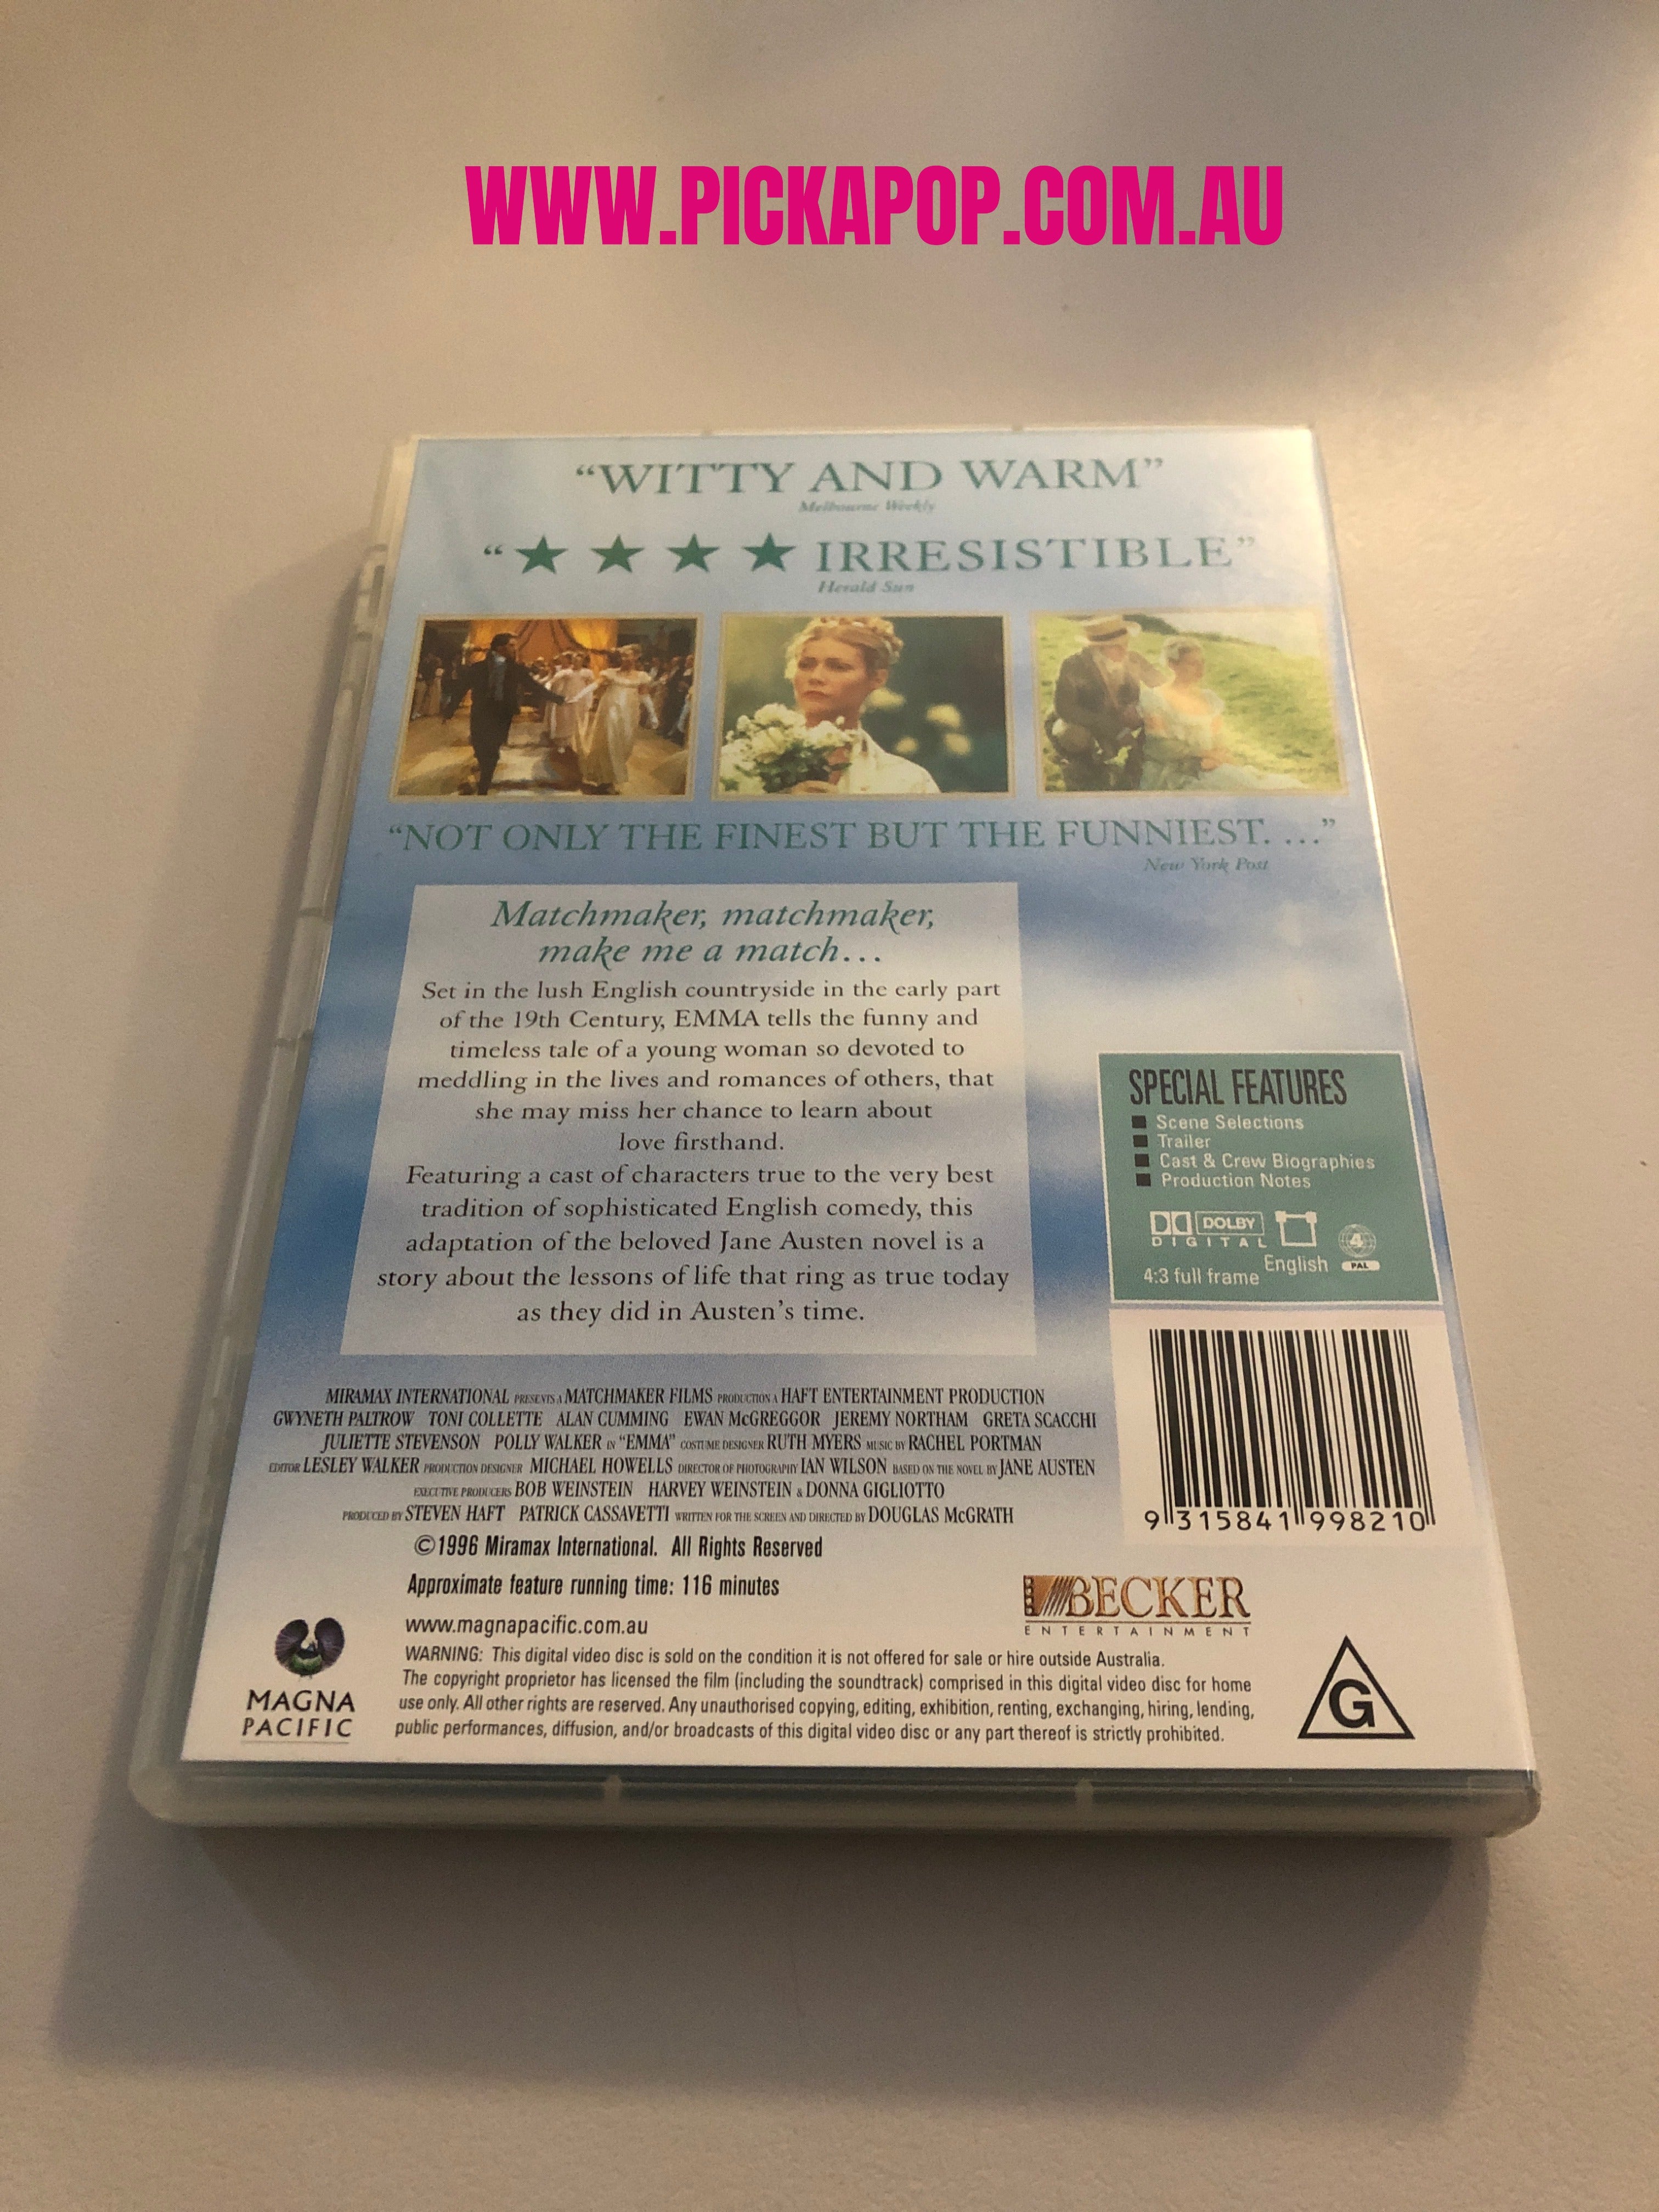 WWW.PICKAPOP.COM.AU
“WITTY AND WARM”
Melbourne Weekly
“★ ★ ★ ★ IRRESISTIBLE”
Herald Sun
“NOT ONLY THE FINEST BUT THE FUNNIEST. ...”
New York Post
Matchmaker, matchmaker,
make me a match...
Set in the lush English countryside in the early part
of the 19th Century, EMMA tells the funny and
timeless tale of a young woman so devoted to
meddling in the lives and romances of others, that
she may miss her chance to learn about
love firsthand.
Featuring a cast of characters true to the very best
tradition of sophisticated English comedy, this
adaptation of the beloved Jane Austen novel is a
story about the lessons of life that ring as true today
as they did in Austen’s time.
SPECIAL FEATURES
Scene Selections
Trailer
Cast & Crew Biographies
Production Notes
DOLBY
DIGITAL
4:3 full frame
English
4
PAL
9 315841 998210
MIRAMAX INTERNATIONAL PRESENTS A MATCHMAKER FILMS PRODUCTION A HAFT ENTERTAINMENT PRODUCTION
GWYNETH PALTROW TONI COLLETTE ALAN CUMMING EWAN McGREGGOR JEREMY NORTHAM GRETA SCACCHI
JULIETTE STEVENSON POLLY WALKER IN “EMMA” COSTUME DESIGNER RUTH MYERS MUSIC BY RACHEL PORTMAN
EDITOR LESLEY WALKER PRODUCTION DESIGNER MICHAEL HOWELLS DIRECTOR OF PHOTOGRAPHY IAN WILSON BASED ON THE NOVEL BY JANE AUSTEN
EXECUTIVE PRODUCERS BOB WEINSTEIN HARVEY WEINSTEIN & DONNA GIGLIOTTO
PRODUCED BY STEVEN HAFT PATRICK CASSAVETTI WRITTEN FOR THE SCREEN AND DIRECTED BY DOUGLAS McGRATH
©1996 Miramax International. All Rights Reserved
Approximate feature running time: 116 minutes
www.magnapacific.com.au
BECKER
ENTERTAINMENT
WARNING: This digital video disc is sold on the condition it is not offered for sale or hire outside Australia.
The copyright proprietor has licensed the film (including the soundtrack) comprised in this digital video disc for home
use only. All other rights are reserved. Any unauthorised copying, editing, exhibition, renting, exchanging, hiring, lending,
public performances, diffusion, and/or broadcasts of this digital video disc or any part thereof is strictly prohibited.
MAGNA
PACIFIC
G